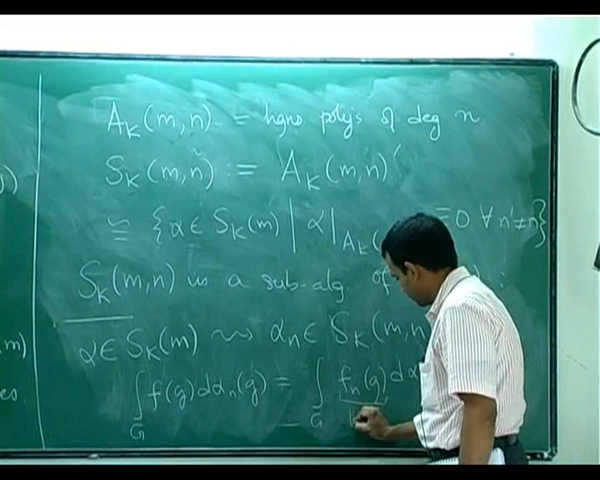 A_K(m,n) = hgns polys of deg n
S_K(m,n) := A_K(m,n)'
≃ {α ∈ S_K(m) | α|_{A_K( ≡ 0 ∀ n' ≠ n}
S_K(m,n) is a sub-alg of
α ∈ S_K(m) ⇝ α_n ∈ S_K(m,n)
∫_G f(g) dα_n(g) = ∫_G f_n(g) dα